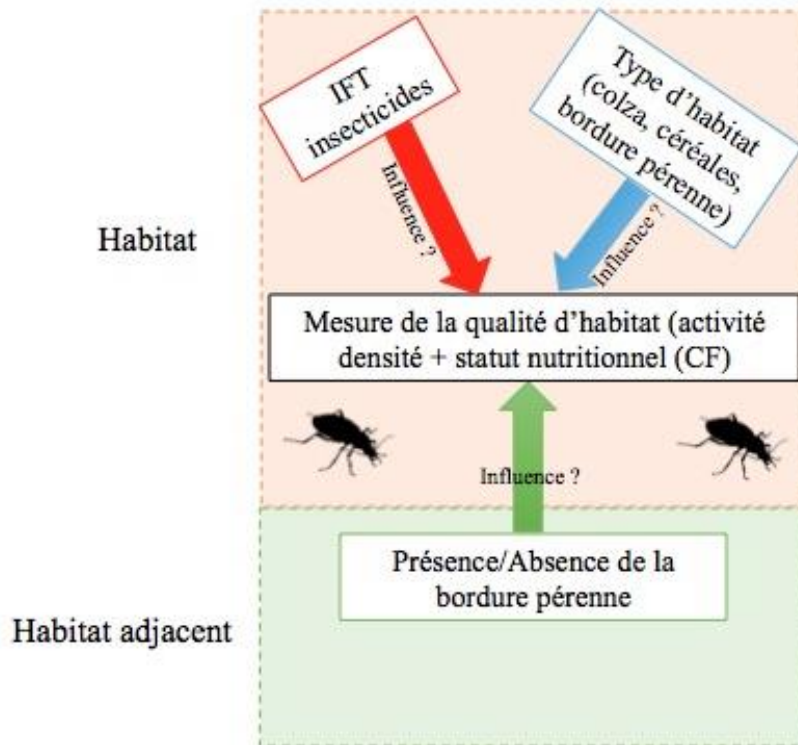 IFT
insecticides
Type d'habitat
(colza, céréales,
bordure pérenne)
Influence ?
Influence ?
Habitat
Mesure de la qualité d'habitat (activité
densité + statut nutritionnel (CF)
Influence ?
Présence/Absence de la
bordure pérenne
Habitat adjacent